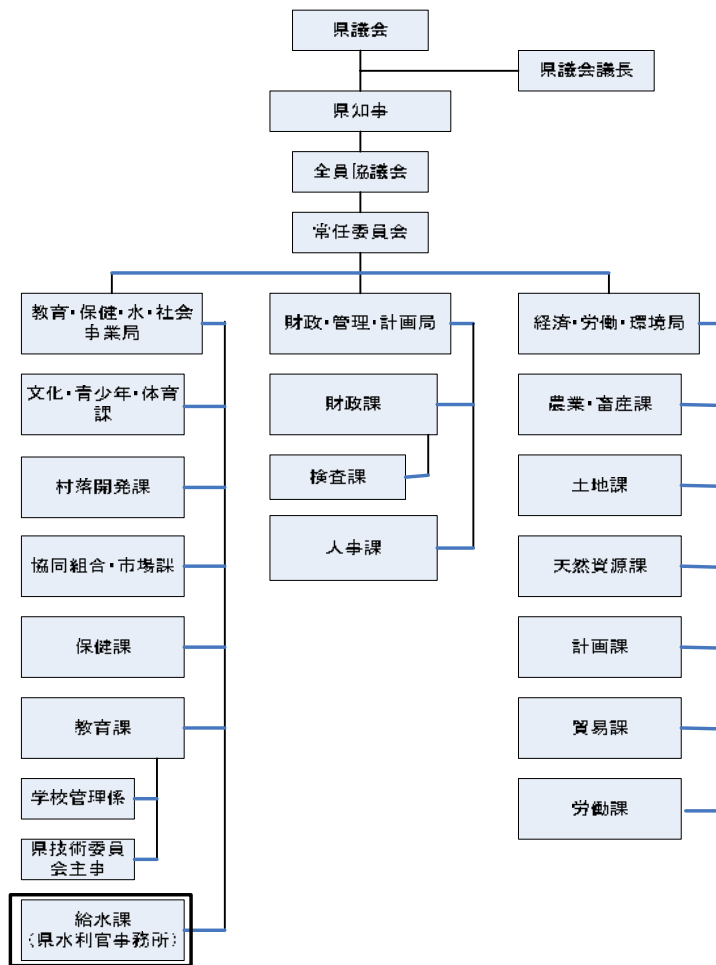 県議会
県議会議長
県知事
全員協議会
常任委員会
教育・保健・水・社会
事業局
財政・管理・計画局
経済・労働・環境局
文化・青少年・体育
課
財政課
農業・畜産課
村落開発課
検査課
土地課
協同組合・市場課
人事課
天然資源課
保健課
計画課
教育課
貿易課
学校管理係
労働課
県技術委員
会主事
給水課
（県水利官事務所）